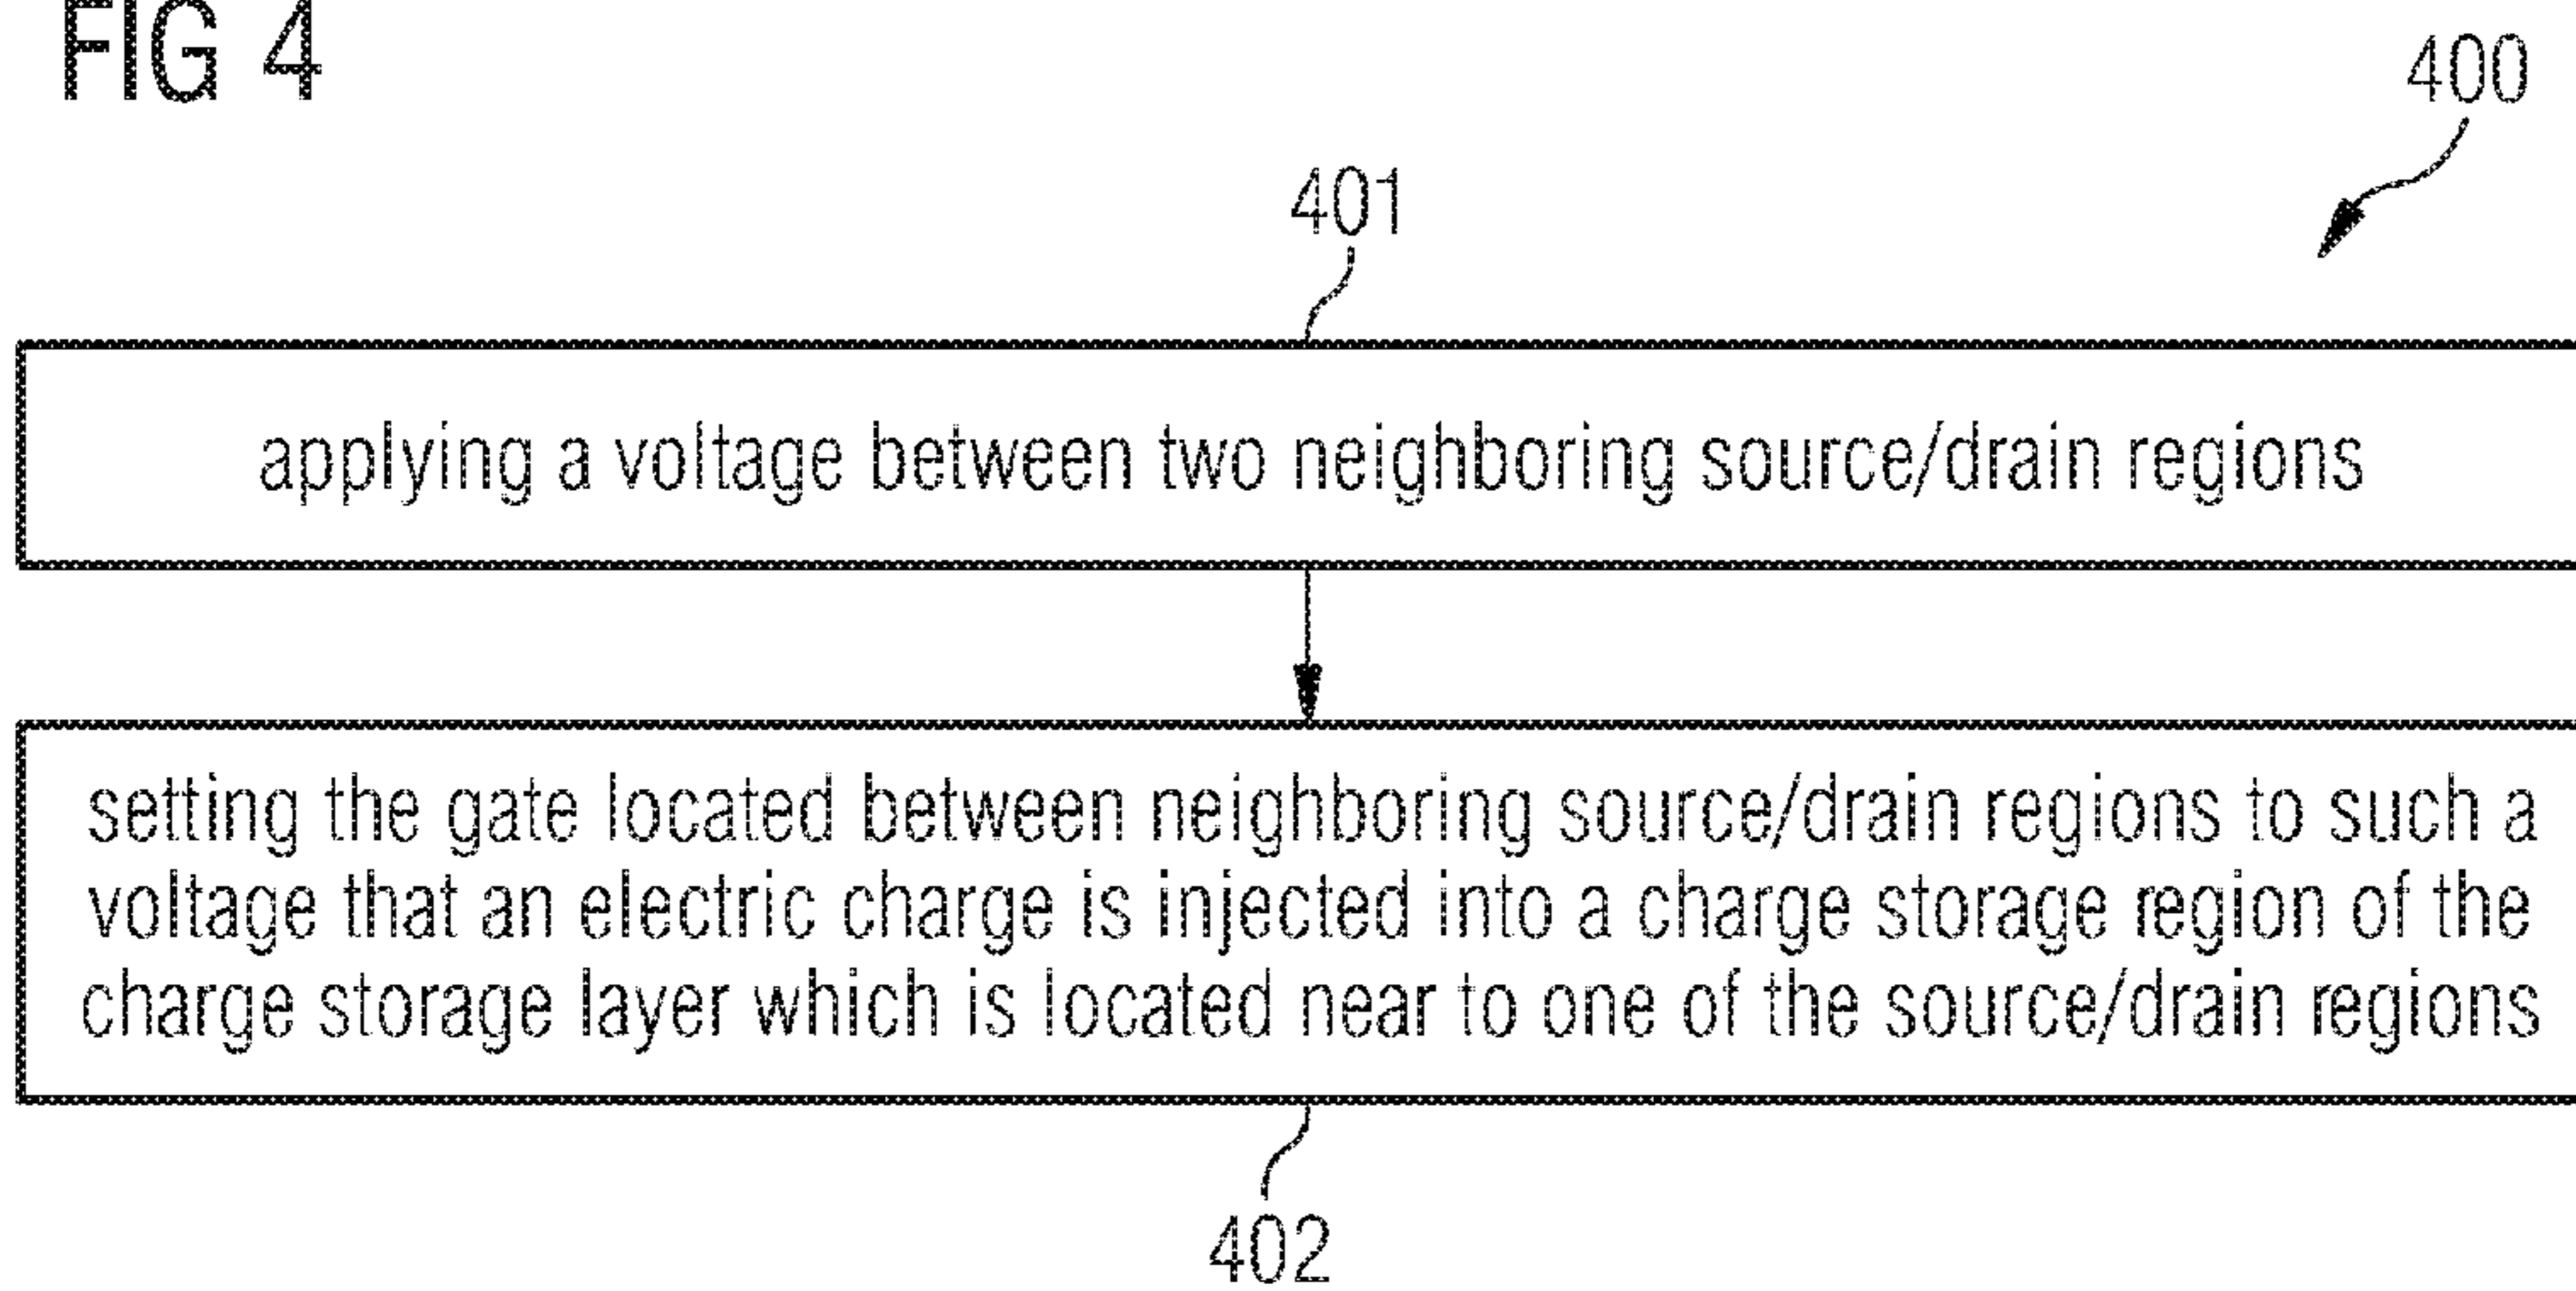 FIG 4
400
401
applying a voltage between two neighboring source/drain regions
setting the gate located between neighboring source/drain regions to such a
voltage that an electric charge is injected into a charge storage region of the
charge storage layer which is located near to one of the source/drain regions
402